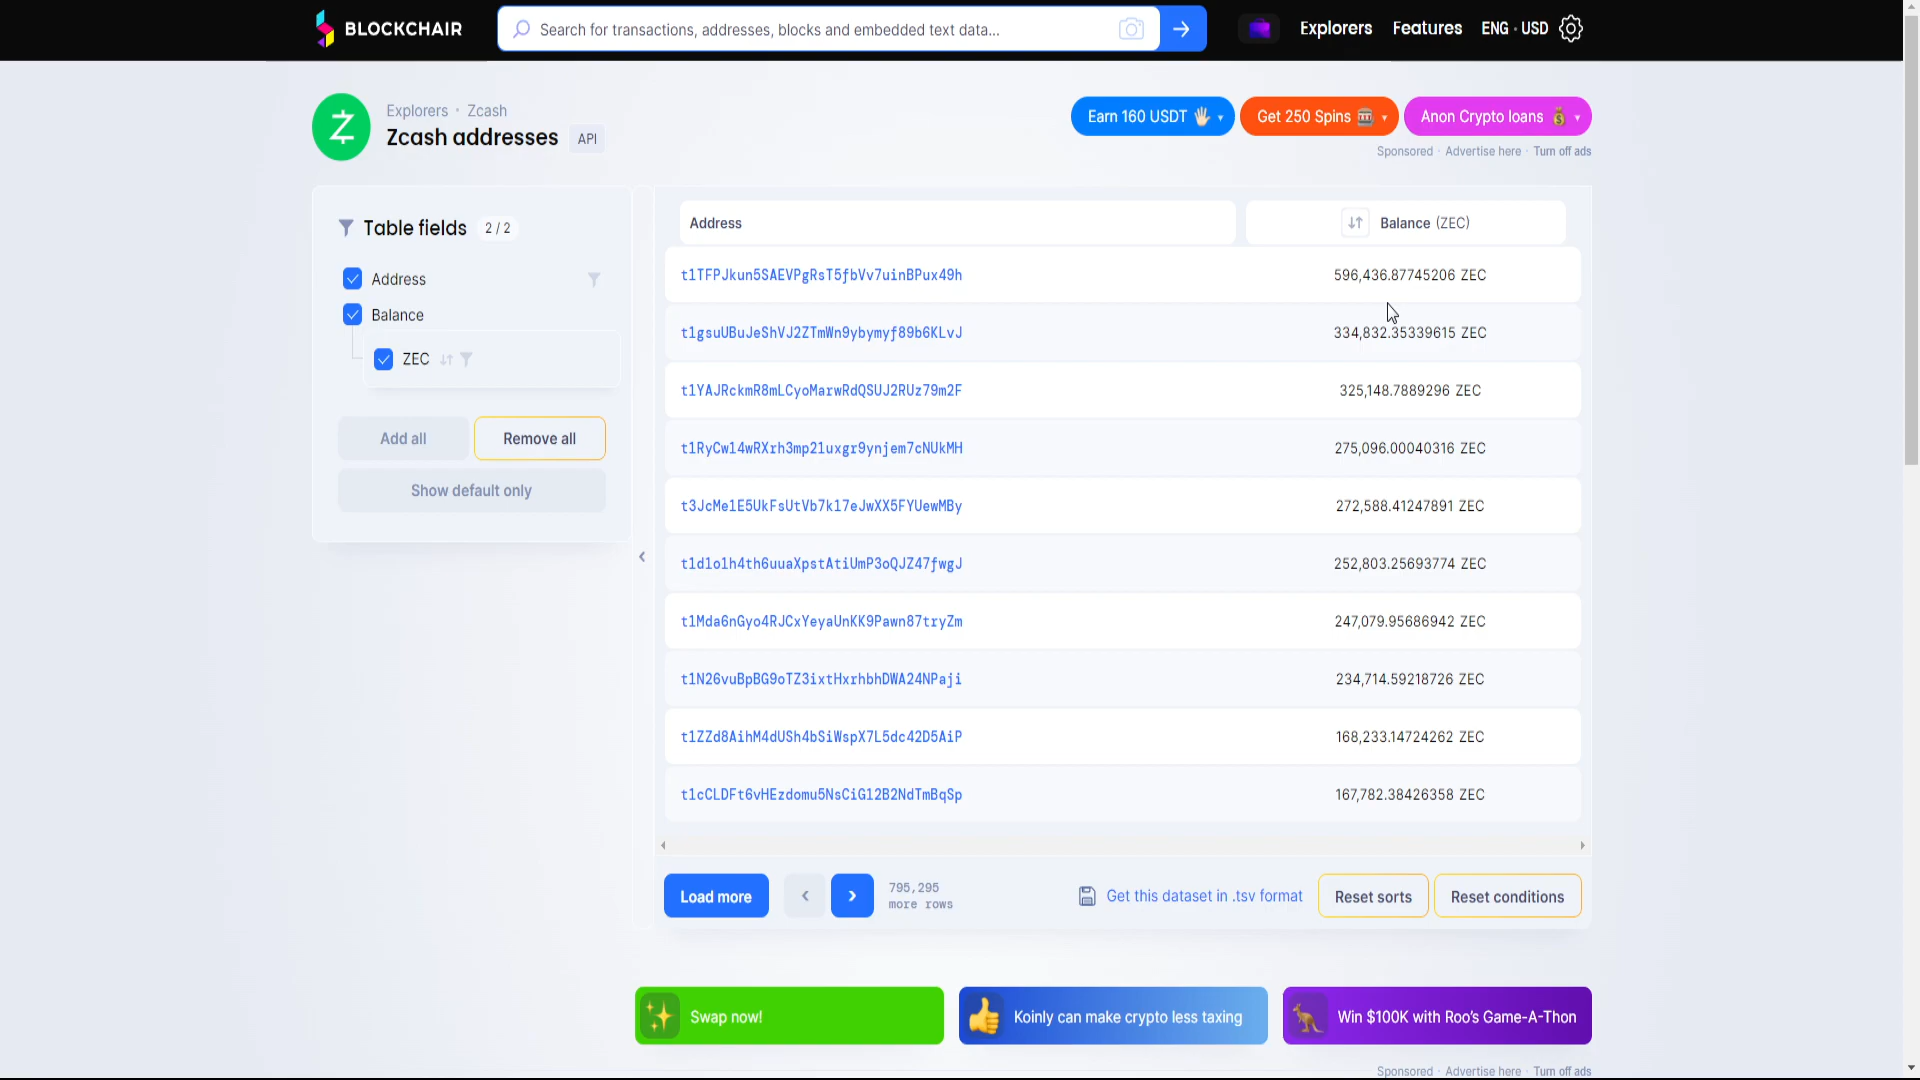 BLOCKCHAIR
Search for transactions, addresses, blocks and embedded text data...
Explorers
Features
ENG · USD
Explorers · Zcash
Zcash addresses
API
Earn 160 USDT
Get 250 Spins
Anon Crypto loans
Sponsored · Advertise here · Turn off ads
Table fields 2 / 2
Address
Balance
ZEC
Add all
Remove all
Show default only
Address
Balance (ZEC)
t1TFPJkun5SAEVPgRsT5fbVv7uinBPux49h 596,436.87745206 ZEC
t1gsuUBuJeShVJ2ZTmWn9ybymyf89b6KLvJ 334,832.35339615 ZEC
t1YAJRckmR8mLCyoMarwRdQSUJ2RUz79m2F 325,148.7889296 ZEC
t1RyCw14wRXrh3mp21uxgr9ynjem7cNUkMH 275,096.00040316 ZEC
t3JcMe1E5UkFsUtVb7k17eJwXX5FYUewMBy 272,588.41247891 ZEC
t1d1o1h4th6uuaXpstAtiUmP3oQJZ47fwgJ 252,803.25693774 ZEC
t1Mda6nGyo4RJCxYeyaUnKK9Pawn87tryZm 247,079.95686942 ZEC
t1N26vuBpBG9oTZ3ixtHxrhbhDWA24NPaji 234,714.59218726 ZEC
t1ZZd8AihM4dUSh4bSiWspX7L5dc42D5AiP 168,233.14724262 ZEC
t1cCLDFt6vHEzdomu5NsCiG12B2NdTmBqSp 167,782.38426358 ZEC
Load more
795,295
more rows
Get this dataset in .tsv format
Reset sorts
Reset conditions
Swap now!
Koinly can make crypto less taxing
Win $100K with Roo's Game-A-Thon
Sponsored · Advertise here · Turn off ads